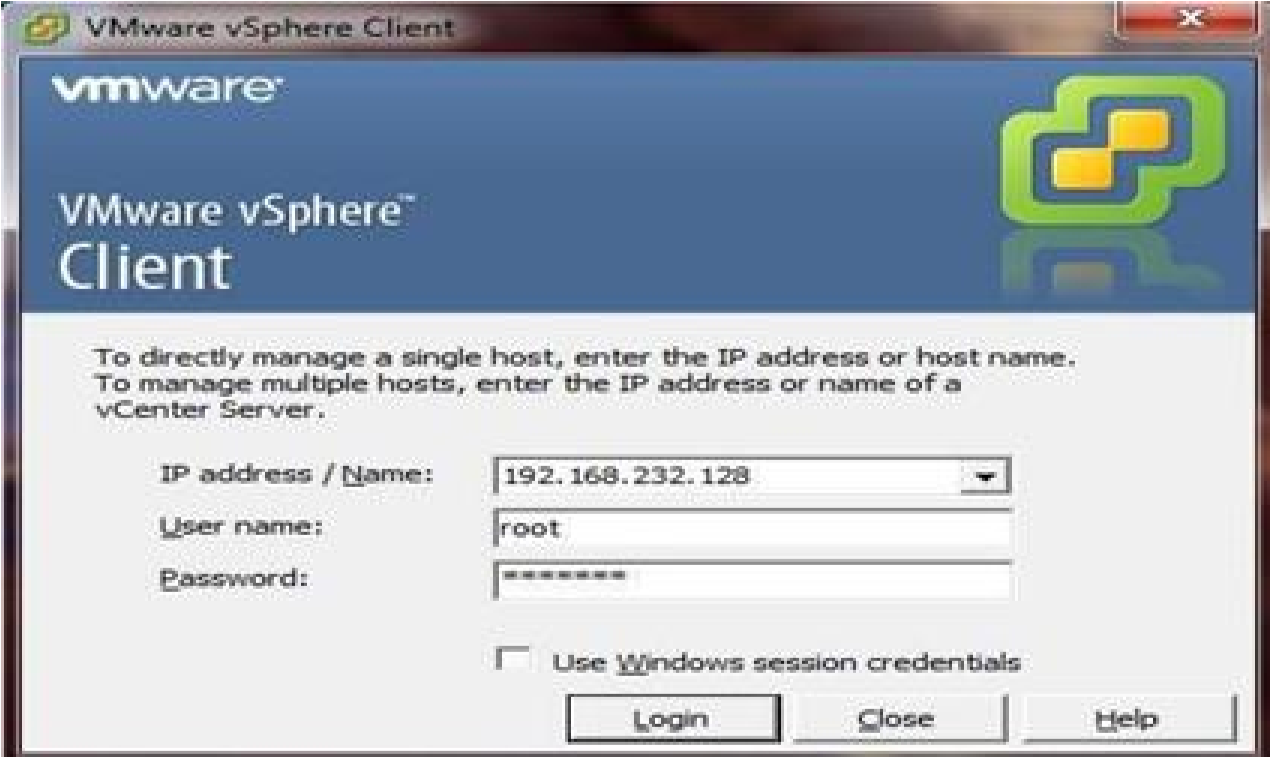 VMware vSphere Client
vmware
VMware vSphere™
Client
To directly manage a single host, enter the IP address or host name.
To manage multiple hosts, enter the IP address or name of a
vCenter Server.
IP address / Name: 192.168.232.128
User name: root
Password: *******
Use Windows session credentials
Login Close Help